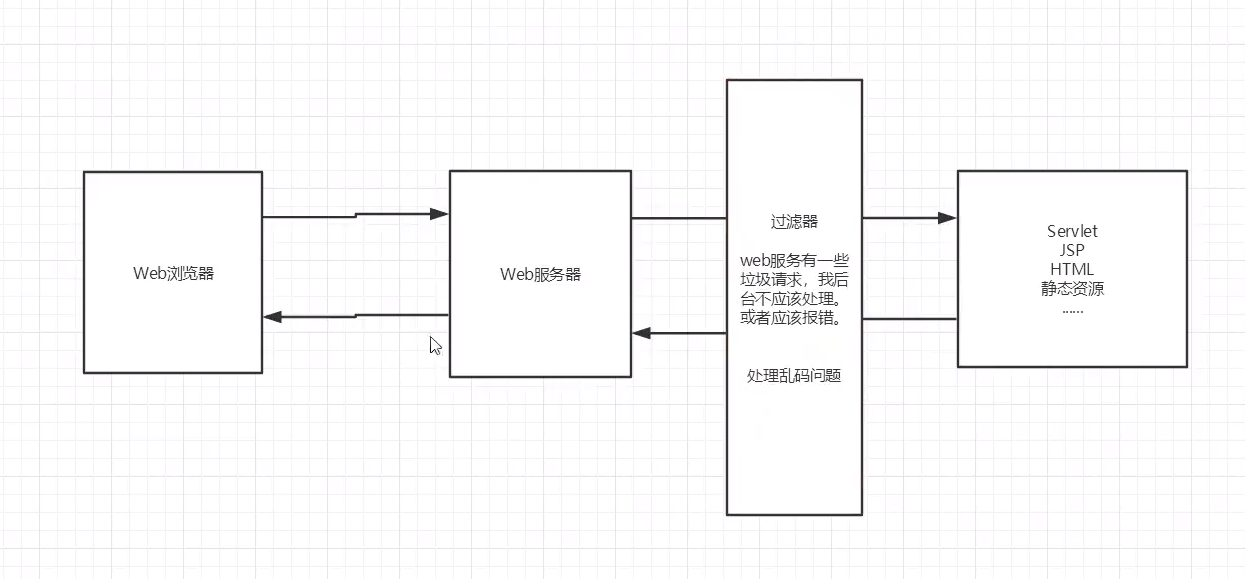 Web浏览器
Web服务器
过滤器
web服务有一些
垃圾请求，我后
台不应该处理。
或者应该报错。
处理乱码问题
Servlet
JSP
HTML
静态资源
......